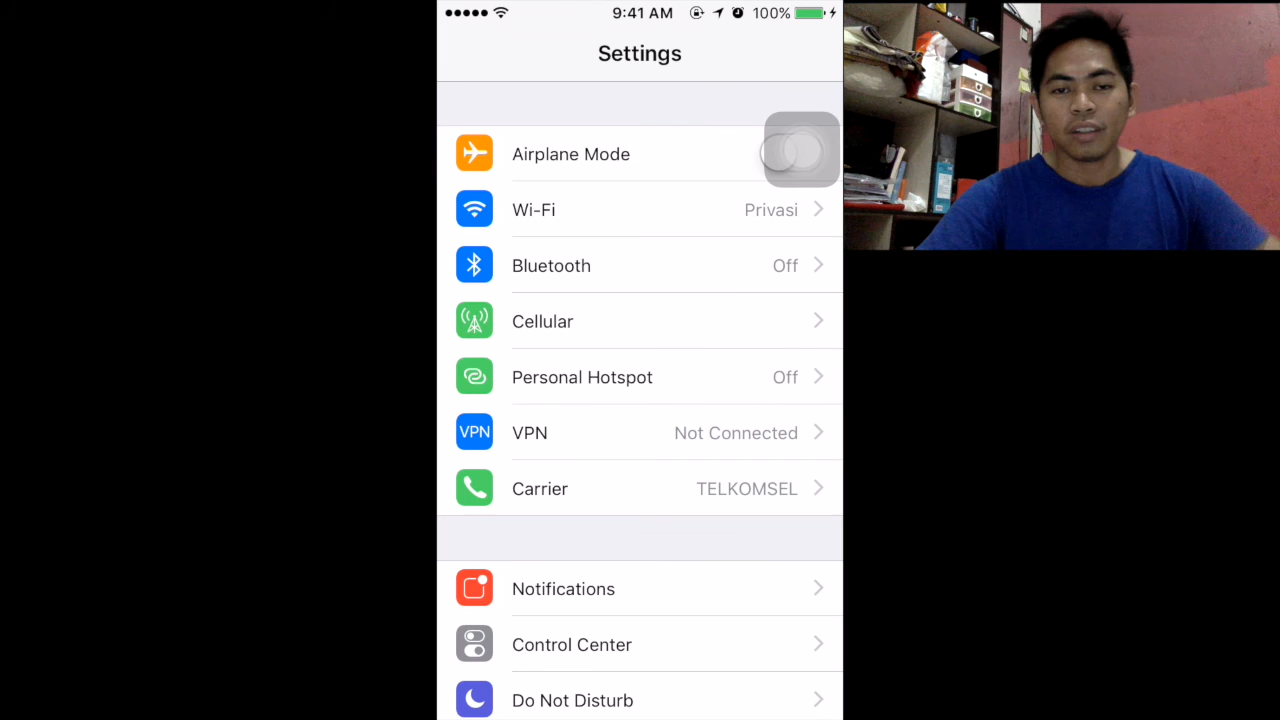 9:41 AM 100%
Settings
Airplane Mode
Wi-Fi Privasi
Bluetooth Off
Cellular
Personal Hotspot Off
VPN VPN Not Connected
Carrier TELKOMSEL
Notifications
Control Center
Do Not Disturb